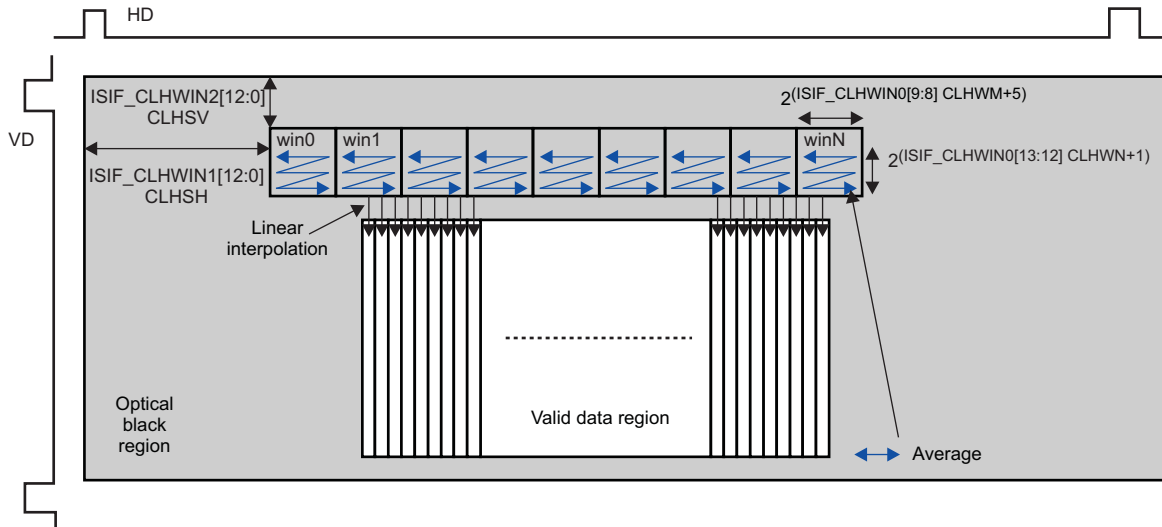 HD
VD
ISIF_CLHWIN2[12:0]
CLHSV
ISIF_CLHWIN1[12:0]
CLHSH
2(ISIF_CLHWIN0[9:8] CLHWM+5)
win0
win1
winN
2(ISIF_CLHWIN0[13:12] CLHWN+1)
Linear
interpolation
Optical
black
region
Valid data region
Average